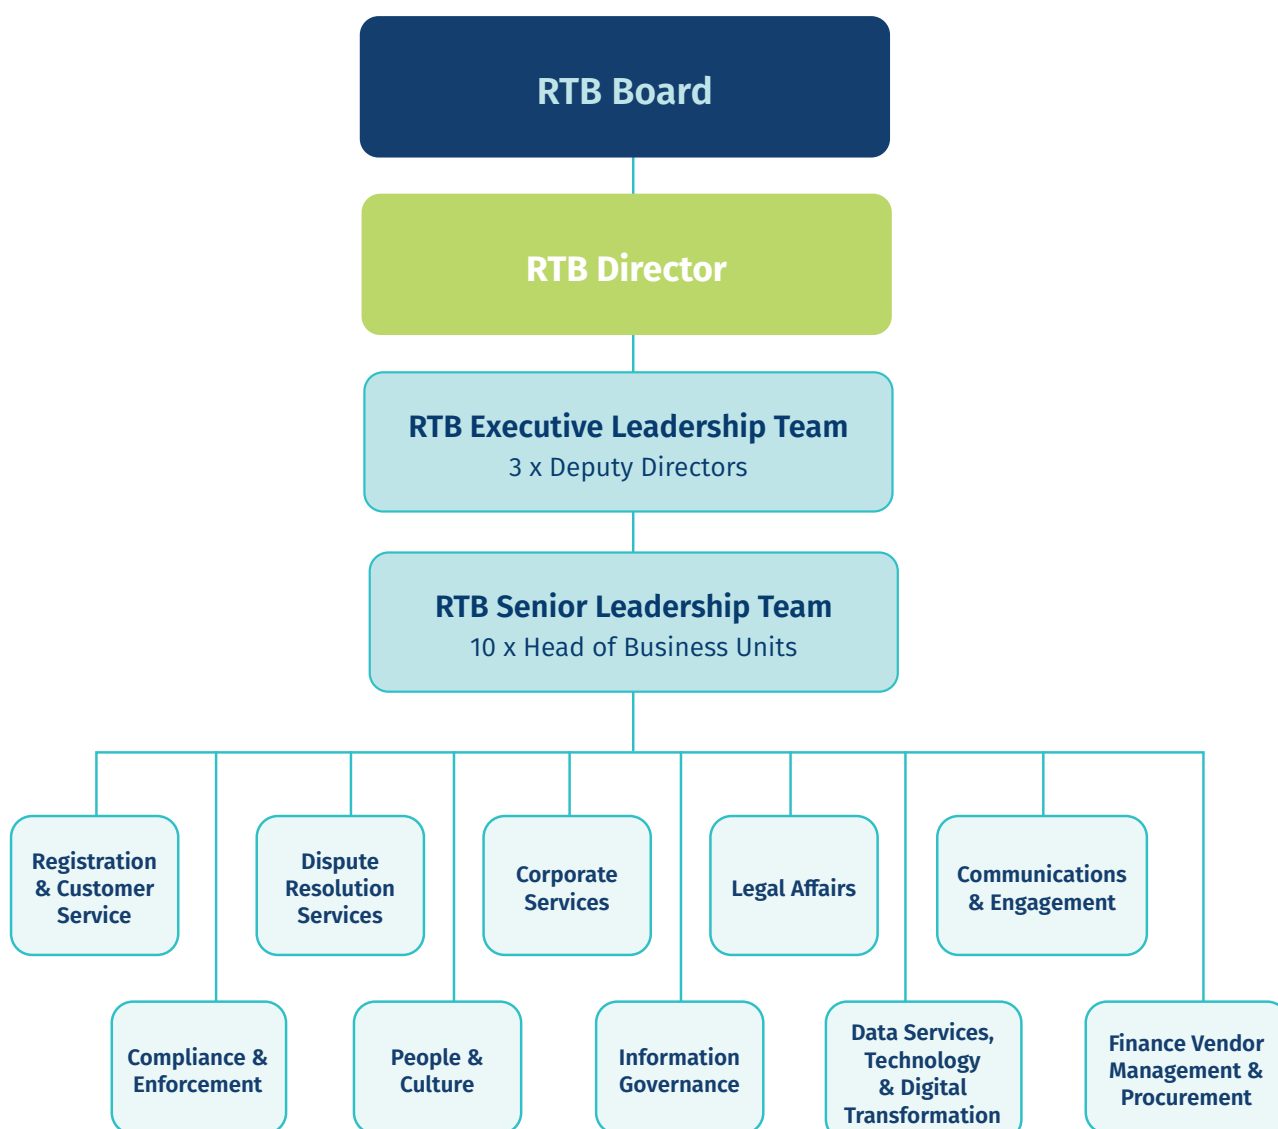 RTB Board
RTB Director
RTB Executive Leadership Team
3 x Deputy Directors
RTB Senior Leadership Team
10 x Head of Business Units
Registration
& Customer
Service
Dispute
Resolution
Services
Corporate
Services
Legal Affairs
Communications
& Engagement
Compliance &
Enforcement
People &
Culture
Information
Governance
Data Services,
Technology
& Digital
Transformation
Finance Vendor
Management &
Procurement